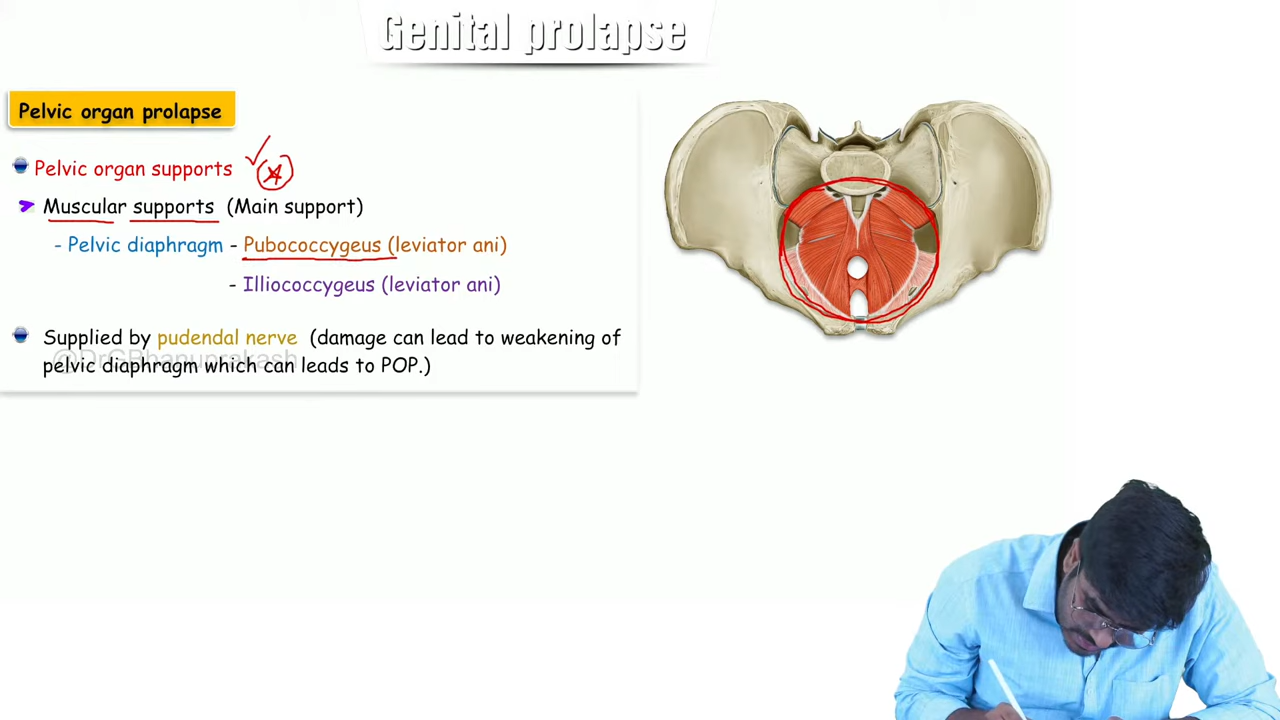 Genital prolapse
Pelvic organ prolapse
Pelvic organ supports
Muscular supports (Main support)
- Pelvic diaphragm - Pubococcygeus (leviator ani)
- Illiococcygeus (leviator ani)
Supplied by pudendal nerve (damage can lead to weakening of
@DrGBhanuprakash
pelvic diaphragm which can leads to POP.)